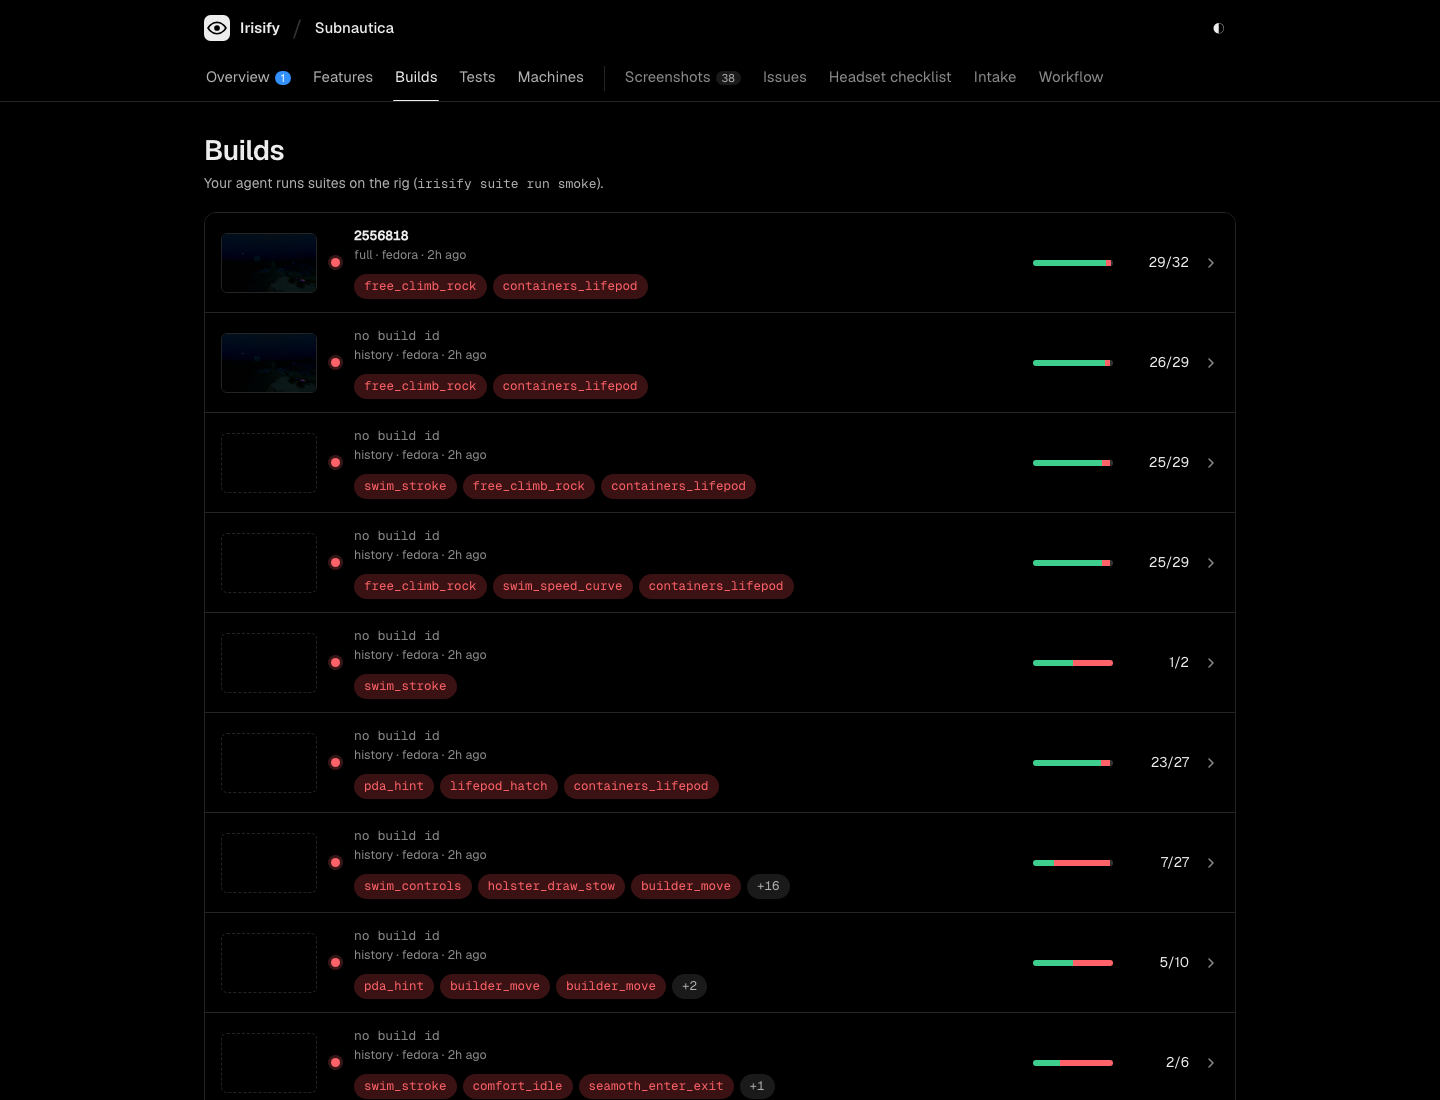 Irisify / Subnautica
Overview 1 Features Builds Tests Machines Screenshots 38 Issues Headset checklist Intake Workflow
Builds
Your agent runs suites on the rig (irisify suite run smoke).
2556818
full · fedora · 2h ago
29/32
free_climb_rock containers_lifepod
no build id
history · fedora · 2h ago
26/29
free_climb_rock containers_lifepod
no build id
history · fedora · 2h ago
25/29
swim_stroke free_climb_rock containers_lifepod
no build id
history · fedora · 2h ago
25/29
free_climb_rock swim_speed_curve containers_lifepod
no build id
history · fedora · 2h ago
1/2
swim_stroke
no build id
history · fedora · 2h ago
23/27
pda_hint lifepod_hatch containers_lifepod
no build id
history · fedora · 2h ago
7/27
swim_controls holster_draw_stow builder_move +16
no build id
history · fedora · 2h ago
5/10
pda_hint builder_move builder_move +2
no build id
history · fedora · 2h ago
2/6
swim_stroke comfort_idle seamoth_enter_exit +1